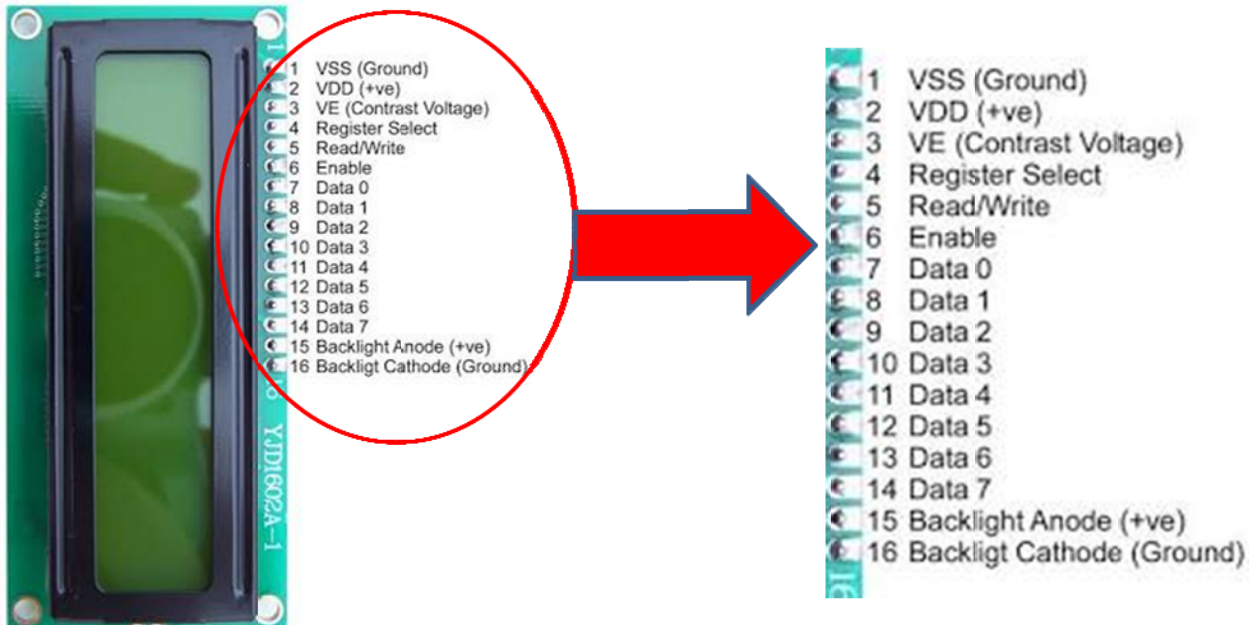 1
1 VSS (Ground)
2 VDD (+ve)
3 VE (Contrast Voltage)
4 Register Select
5 Read/Write
6 Enable
7 Data 0
8 Data 1
9 Data 2
10 Data 3
11 Data 4
12 Data 5
13 Data 6
14 Data 7
15 Backlight Anode (+ve)
16 Backligt Cathode (Ground)
16
YJD1602A-1
1 VSS (Ground)
2 VDD (+ve)
3 VE (Contrast Voltage)
4 Register Select
5 Read/Write
6 Enable
7 Data 0
8 Data 1
9 Data 2
10 Data 3
11 Data 4
12 Data 5
13 Data 6
14 Data 7
15 Backlight Anode (+ve)
16 Backligt Cathode (Ground)
16